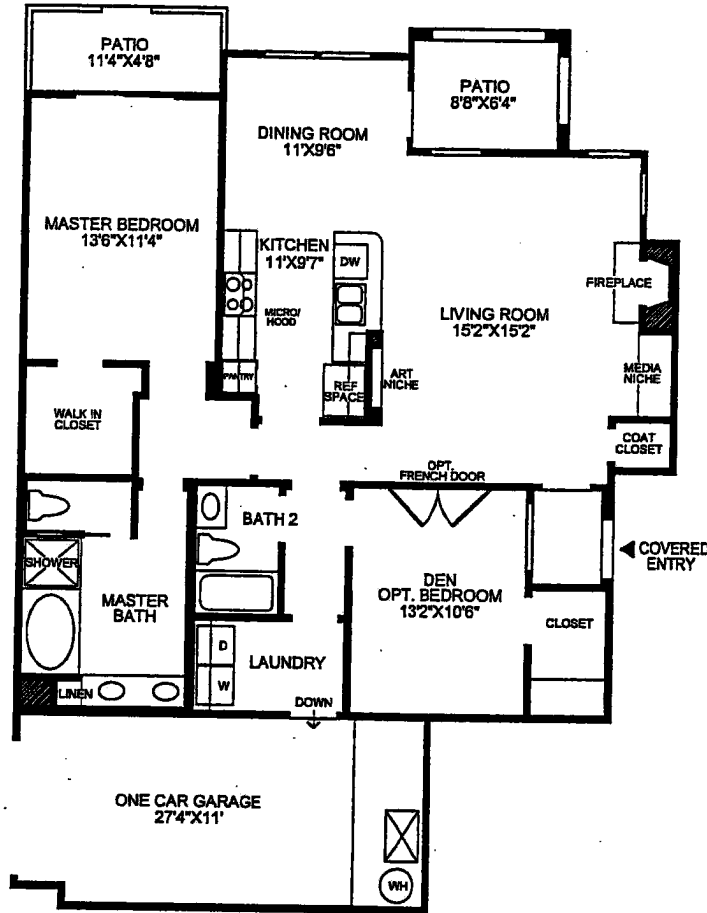 PATIO
11'4"X4'8"
PATIO
8'8"X6'4"
DINING ROOM
11'X9'6"
MASTER BEDROOM
13'6"X11'4"
KITCHEN
11'X9'7"
DW
MICRO/
HOOD
FIREPLACE
LIVING ROOM
15'2"X15'2"
PANTRY
REF
SPACE
ART
NICHE
MEDIA
NICHE
WALK IN
CLOSET
COAT
CLOSET
OPT.
FRENCH DOOR
BATH 2
COVERED
ENTRY
SHOWER
MASTER
BATH
DEN
OPT. BEDROOM
13'2"X10'6"
CLOSET
D
W
LAUNDRY
LINEN
DOWN
ONE CAR GARAGE
27'4"X11'
WH